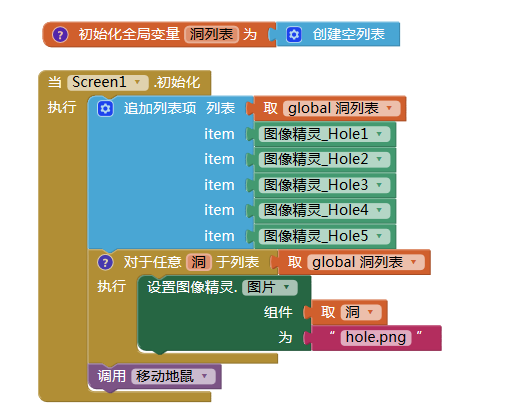 初始化全局变量 洞列表 为 创建空列表
当 Screen1 .初始化
执行 追加列表项 列表 取 global 洞列表
item 图像精灵_Hole1
item 图像精灵_Hole2
item 图像精灵_Hole3
item 图像精灵_Hole4
item 图像精灵_Hole5
对于任意 洞 于列表 取 global 洞列表
执行 设置图像精灵. 图片
组件 取 洞
为 “ hole.png ”
调用 移动地鼠